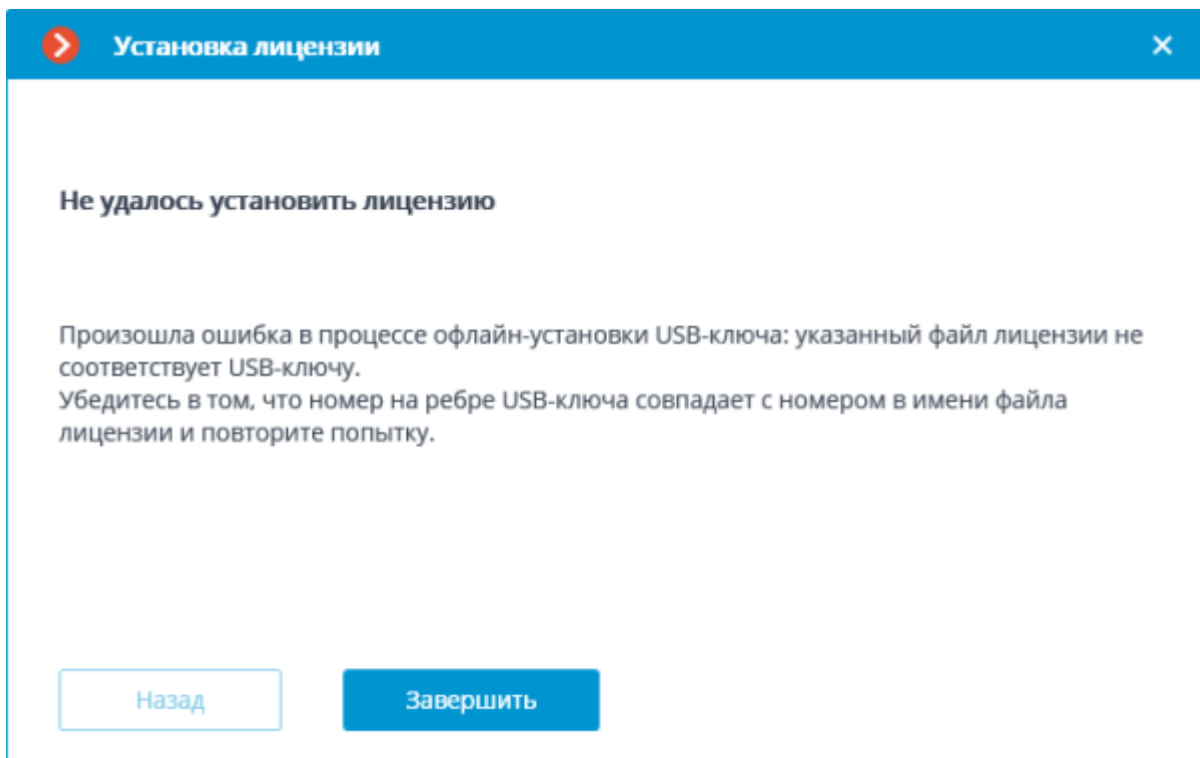 Установка лицензии
Не удалось установить лицензию
Произошла ошибка в процессе офлайн-установки USB-ключа: указанный файл лицензии не
соответствует USB-ключу.
Убедитесь в том, что номер на ребре USB-ключа совпадает с номером в имени файла
лицензии и повторите попытку.
Назад
Завершить